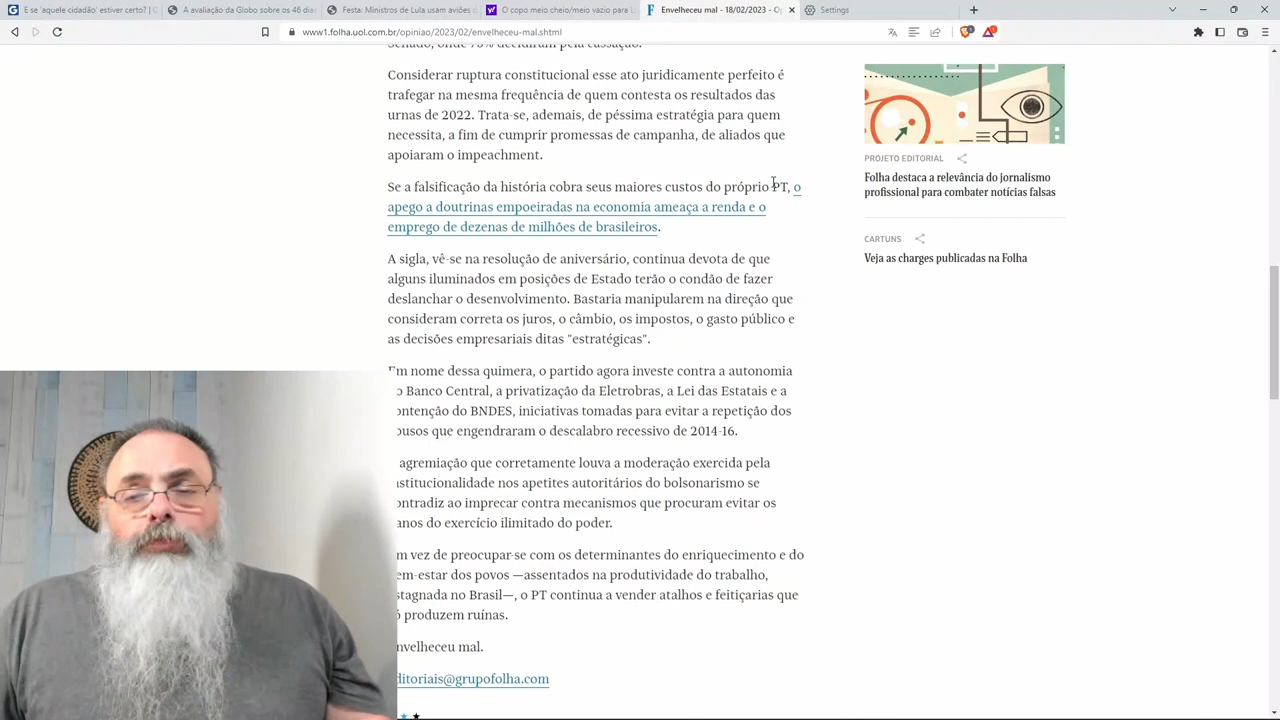 E se 'aquele cidadão' estiver certo? | C
A avaliação da Globo sobre os 46 dias
Festa: Ministros de Lula usam aviões d
O copo meio cheio/meio vazio para L
Envelheceu mal - 18/02/2023 - Op
Settings
www1.folha.uol.com.br/opiniao/2023/02/envelheceu-mal.shtml
Senado, onde 75% decidiram pela cassação.
Considerar ruptura constitucional esse ato juridicamente perfeito é
trafegar na mesma frequência de quem contesta os resultados das
urnas de 2022. Trata-se, ademais, de péssima estratégia para quem
necessita, a fim de cumprir promessas de campanha, de aliados que
apoiaram o impeachment.
Se a falsificação da história cobra seus maiores custos do próprio PT, o
apego a doutrinas empoeiradas na economia ameaça a renda e o
emprego de dezenas de milhões de brasileiros.
A sigla, vê-se na resolução de aniversário, continua devota de que
alguns iluminados em posições de Estado terão o condão de fazer
deslanchar o desenvolvimento. Bastaria manipularem na direção que
consideram correta os juros, o câmbio, os impostos, o gasto público e
as decisões empresariais ditas "estratégicas".
Em nome dessa quimera, o partido agora investe contra a autonomia
o Banco Central, a privatização da Eletrobras, a Lei das Estatais e a
ontenção do BNDES, iniciativas tomadas para evitar a repetição dos
ousos que engendraram o descalabro recessivo de 2014-16.
agremiação que corretamente louva a moderação exercida pela
nstitucionalidade nos apetites autoritários do bolsonarismo se
ontradiz ao imprecar contra mecanismos que procuram evitar os
anos do exercício ilimitado do poder.
m vez de preocupar-se com os determinantes do enriquecimento e do
em-estar dos povos —assentados na produtividade do trabalho,
stagnada no Brasil—, o PT continua a vender atalhos e feitiçarias que
ó produzem ruínas.
nvelheceu mal.
editoriais@grupofolha.com
PROJETO EDITORIAL
Folha destaca a relevância do jornalismo
profissional para combater notícias falsas
CARTUNS
Veja as charges publicadas na Folha